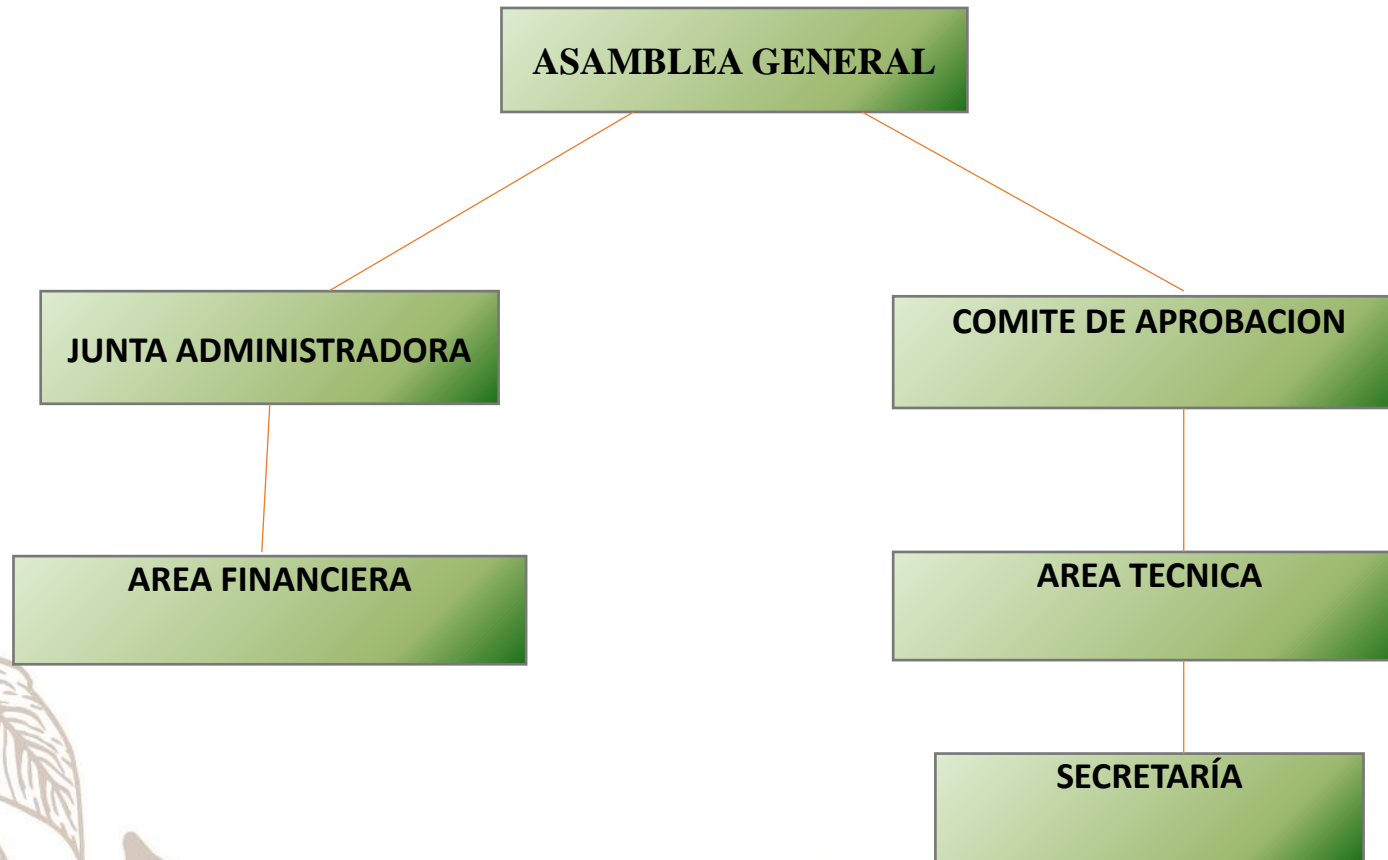 ASAMBLEA GENERAL
JUNTA ADMINISTRADORA
COMITE DE APROBACION
AREA FINANCIERA
AREA TECNICA
SECRETARÍA